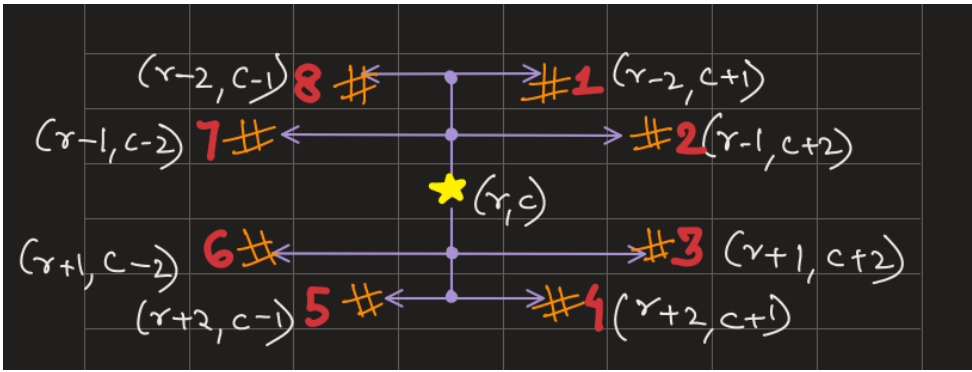 (r-2, c-1) 8 # #1 (r-2, c+1)
(r-1, c-2) 7 # #2 (r-1, c+2)
(r, c)
(r+1, c-2) 6 # #3 (r+1, c+2)
(r+2, c-1) 5 # #4 (r+2, c+1)